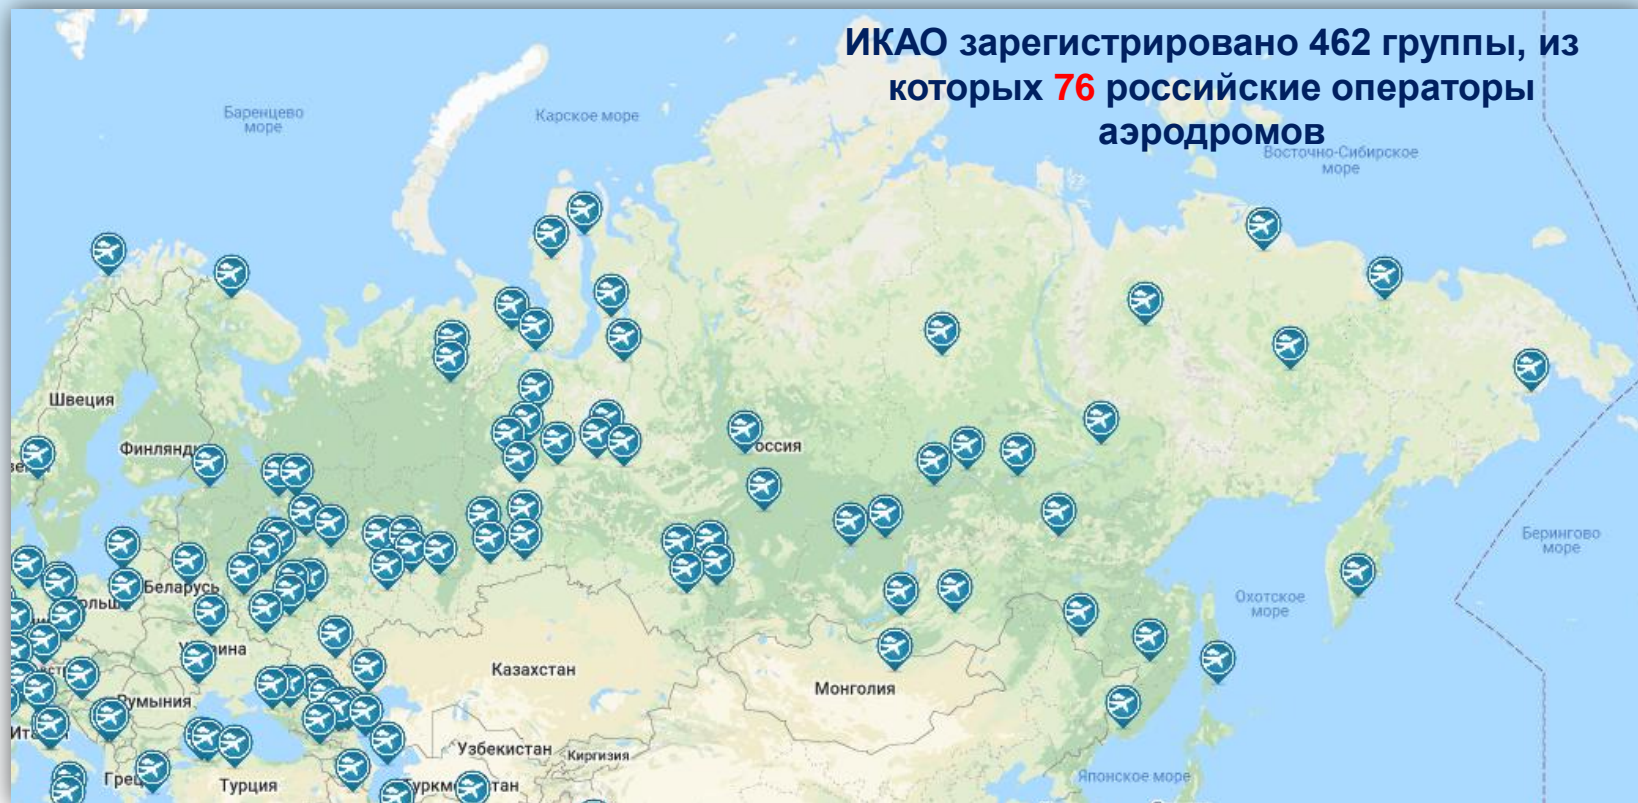 ИКАО зарегистрировано 462 группы, из
которых 76 российские операторы
аэродромов
Баренцево
море
Карское море
Восточно-Сибирское
море
Швеция
Берингово
море
Беларусь
Охотское
море
Казахстан
Монголия
Румыния
Узбекистан
Киргизия
Турция
Японское море